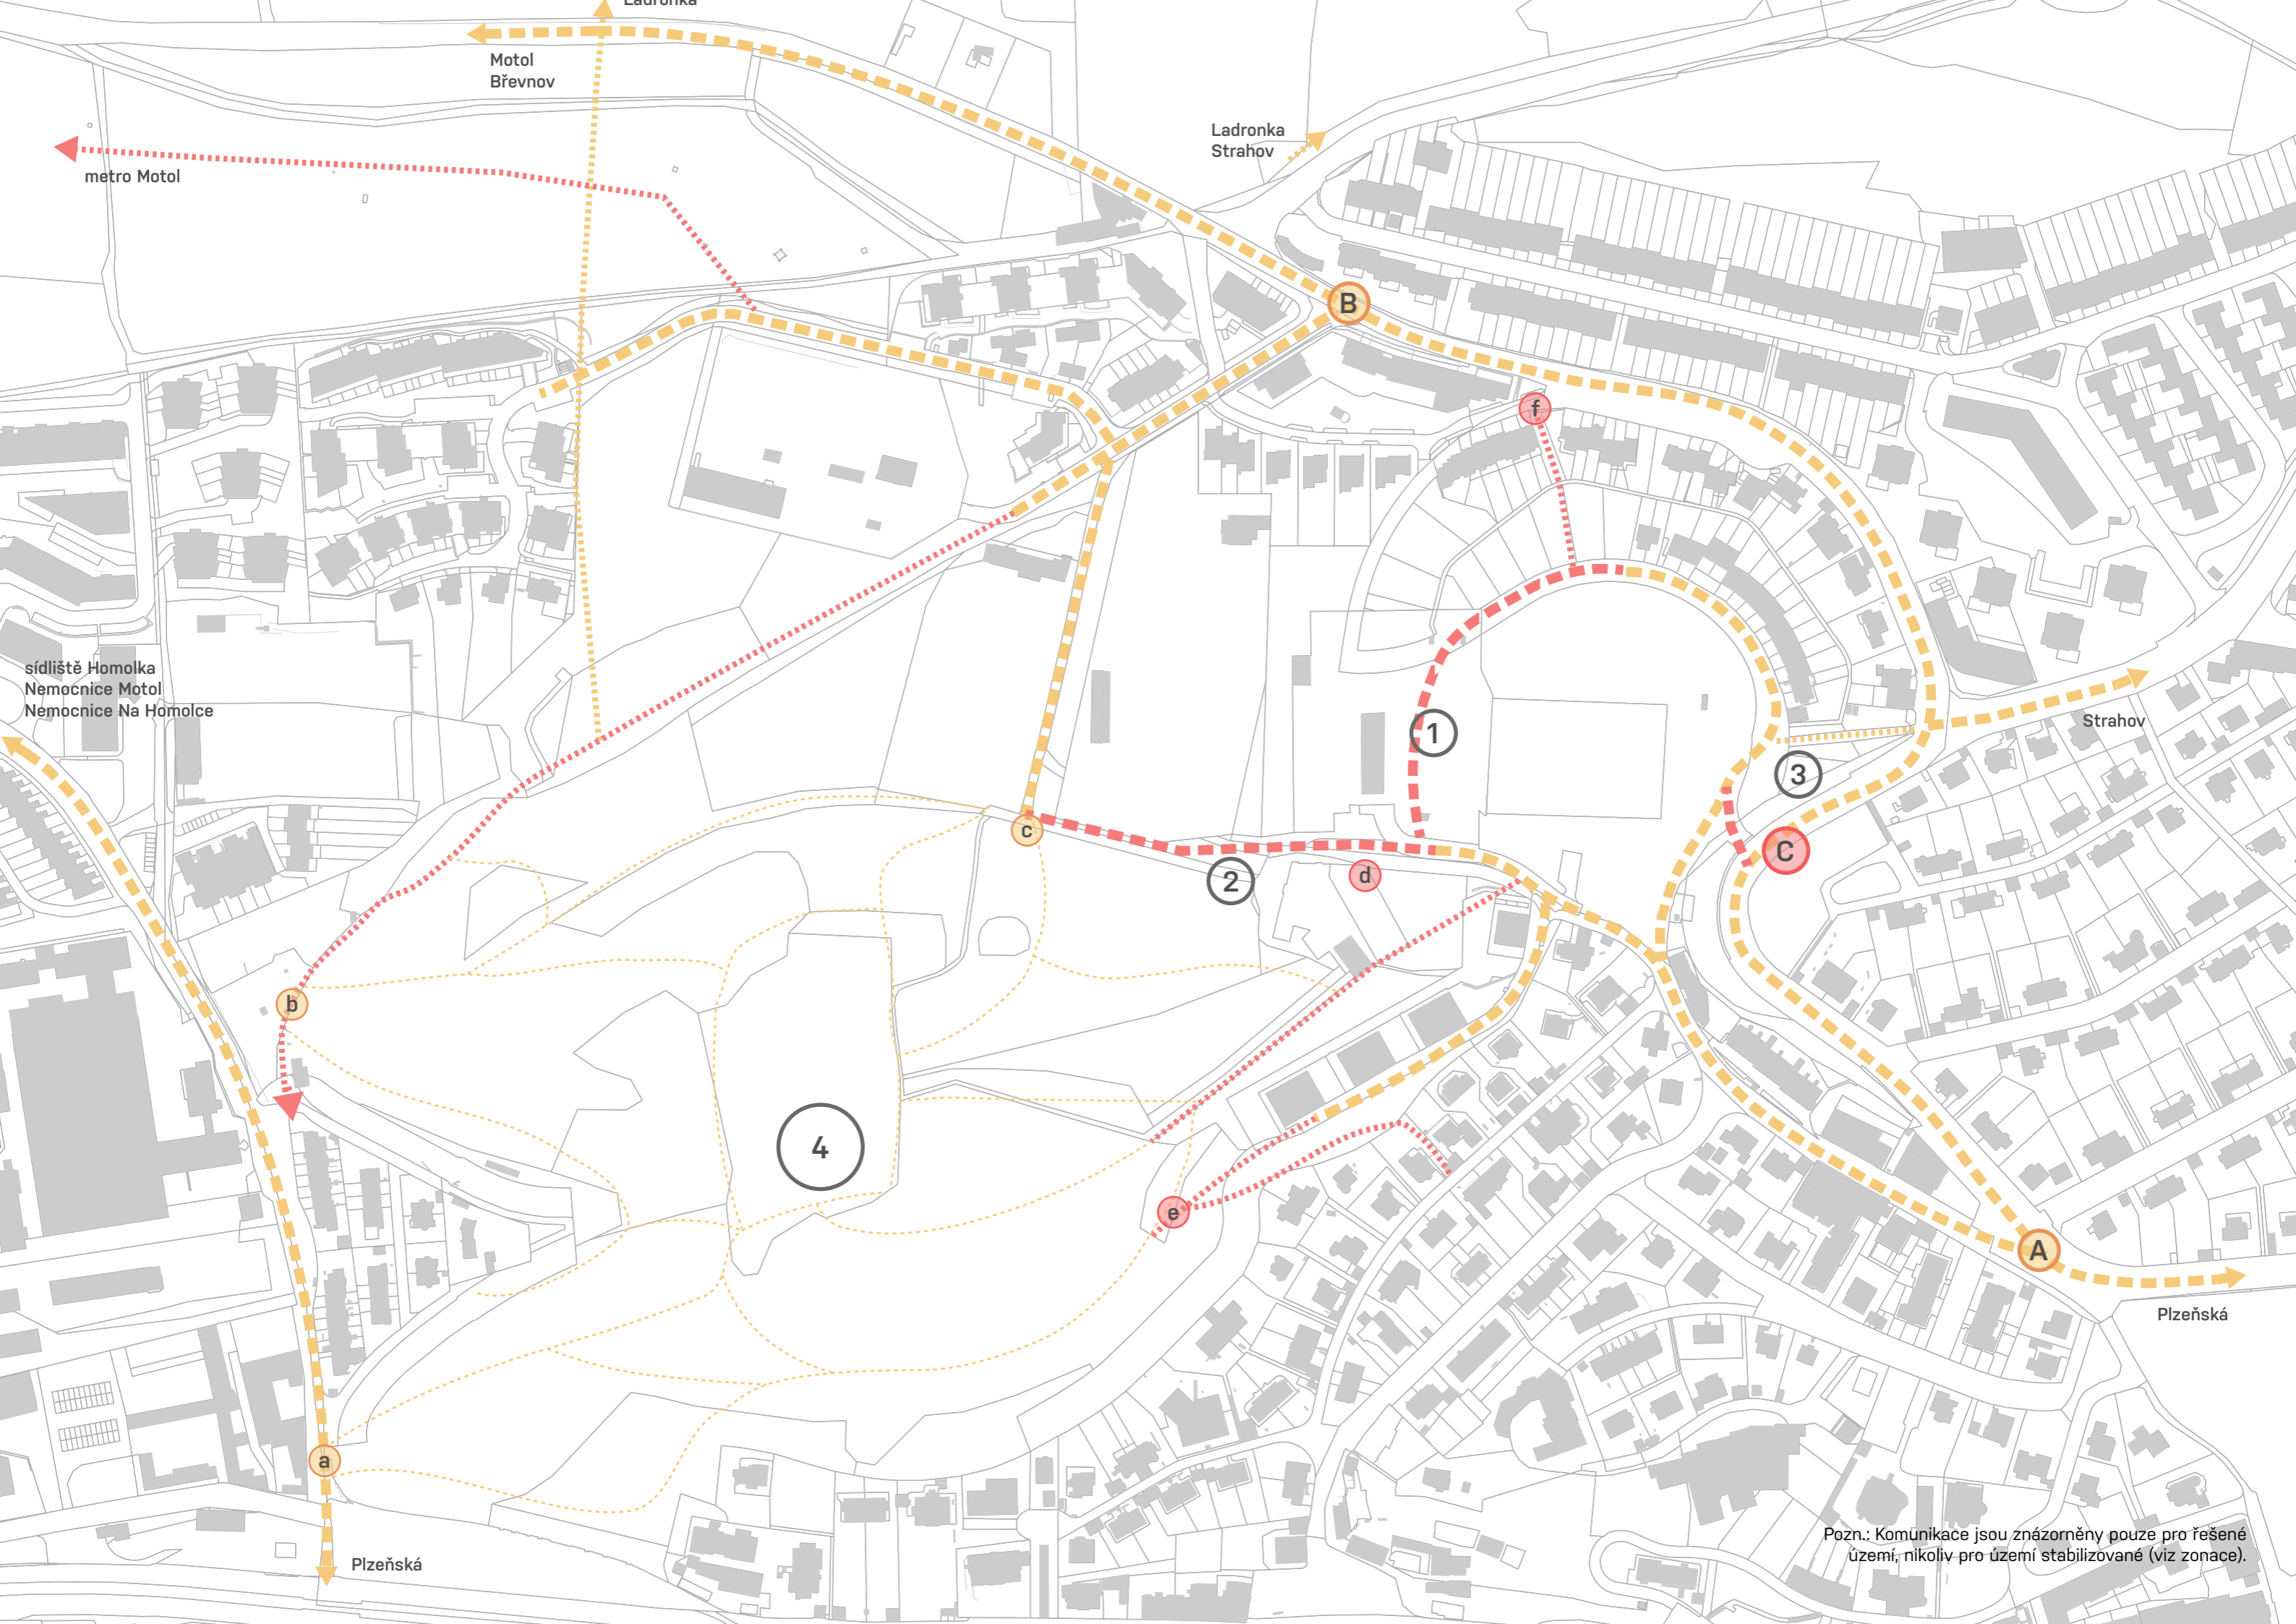 Ladronka
Motol
Břevnov
Ladronka
Strahov
metro Motol
B
f
sídliště Homolka
Nemocnice Motol
Nemocnice Na Homolce
Strahov
1
3
c
C
d
2
b
4
e
A
Plzeňská
a
Plzeňská
Pozn.: Komunikace jsou znázorněny pouze pro řešené
území, nikoliv pro území stabilizované (viz zonace).